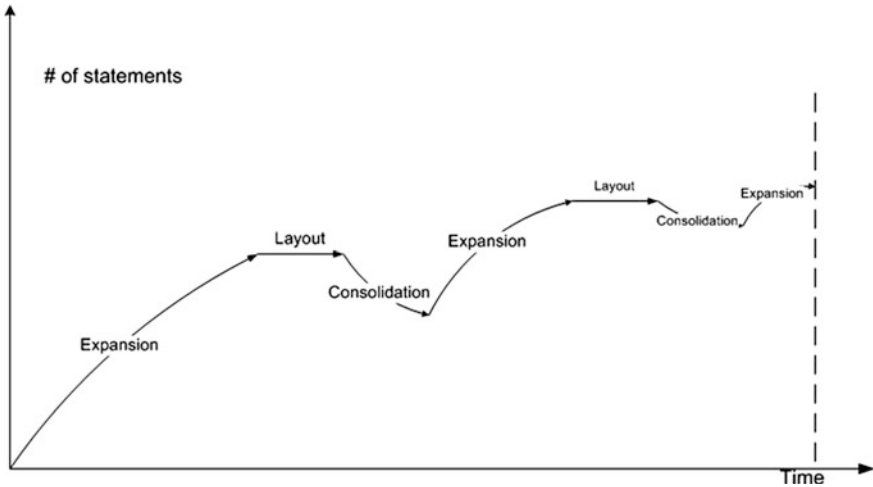 # of statements
Expansion
Layout
Consolidation
Expansion
Layout
Consolidation
Expansion
Time